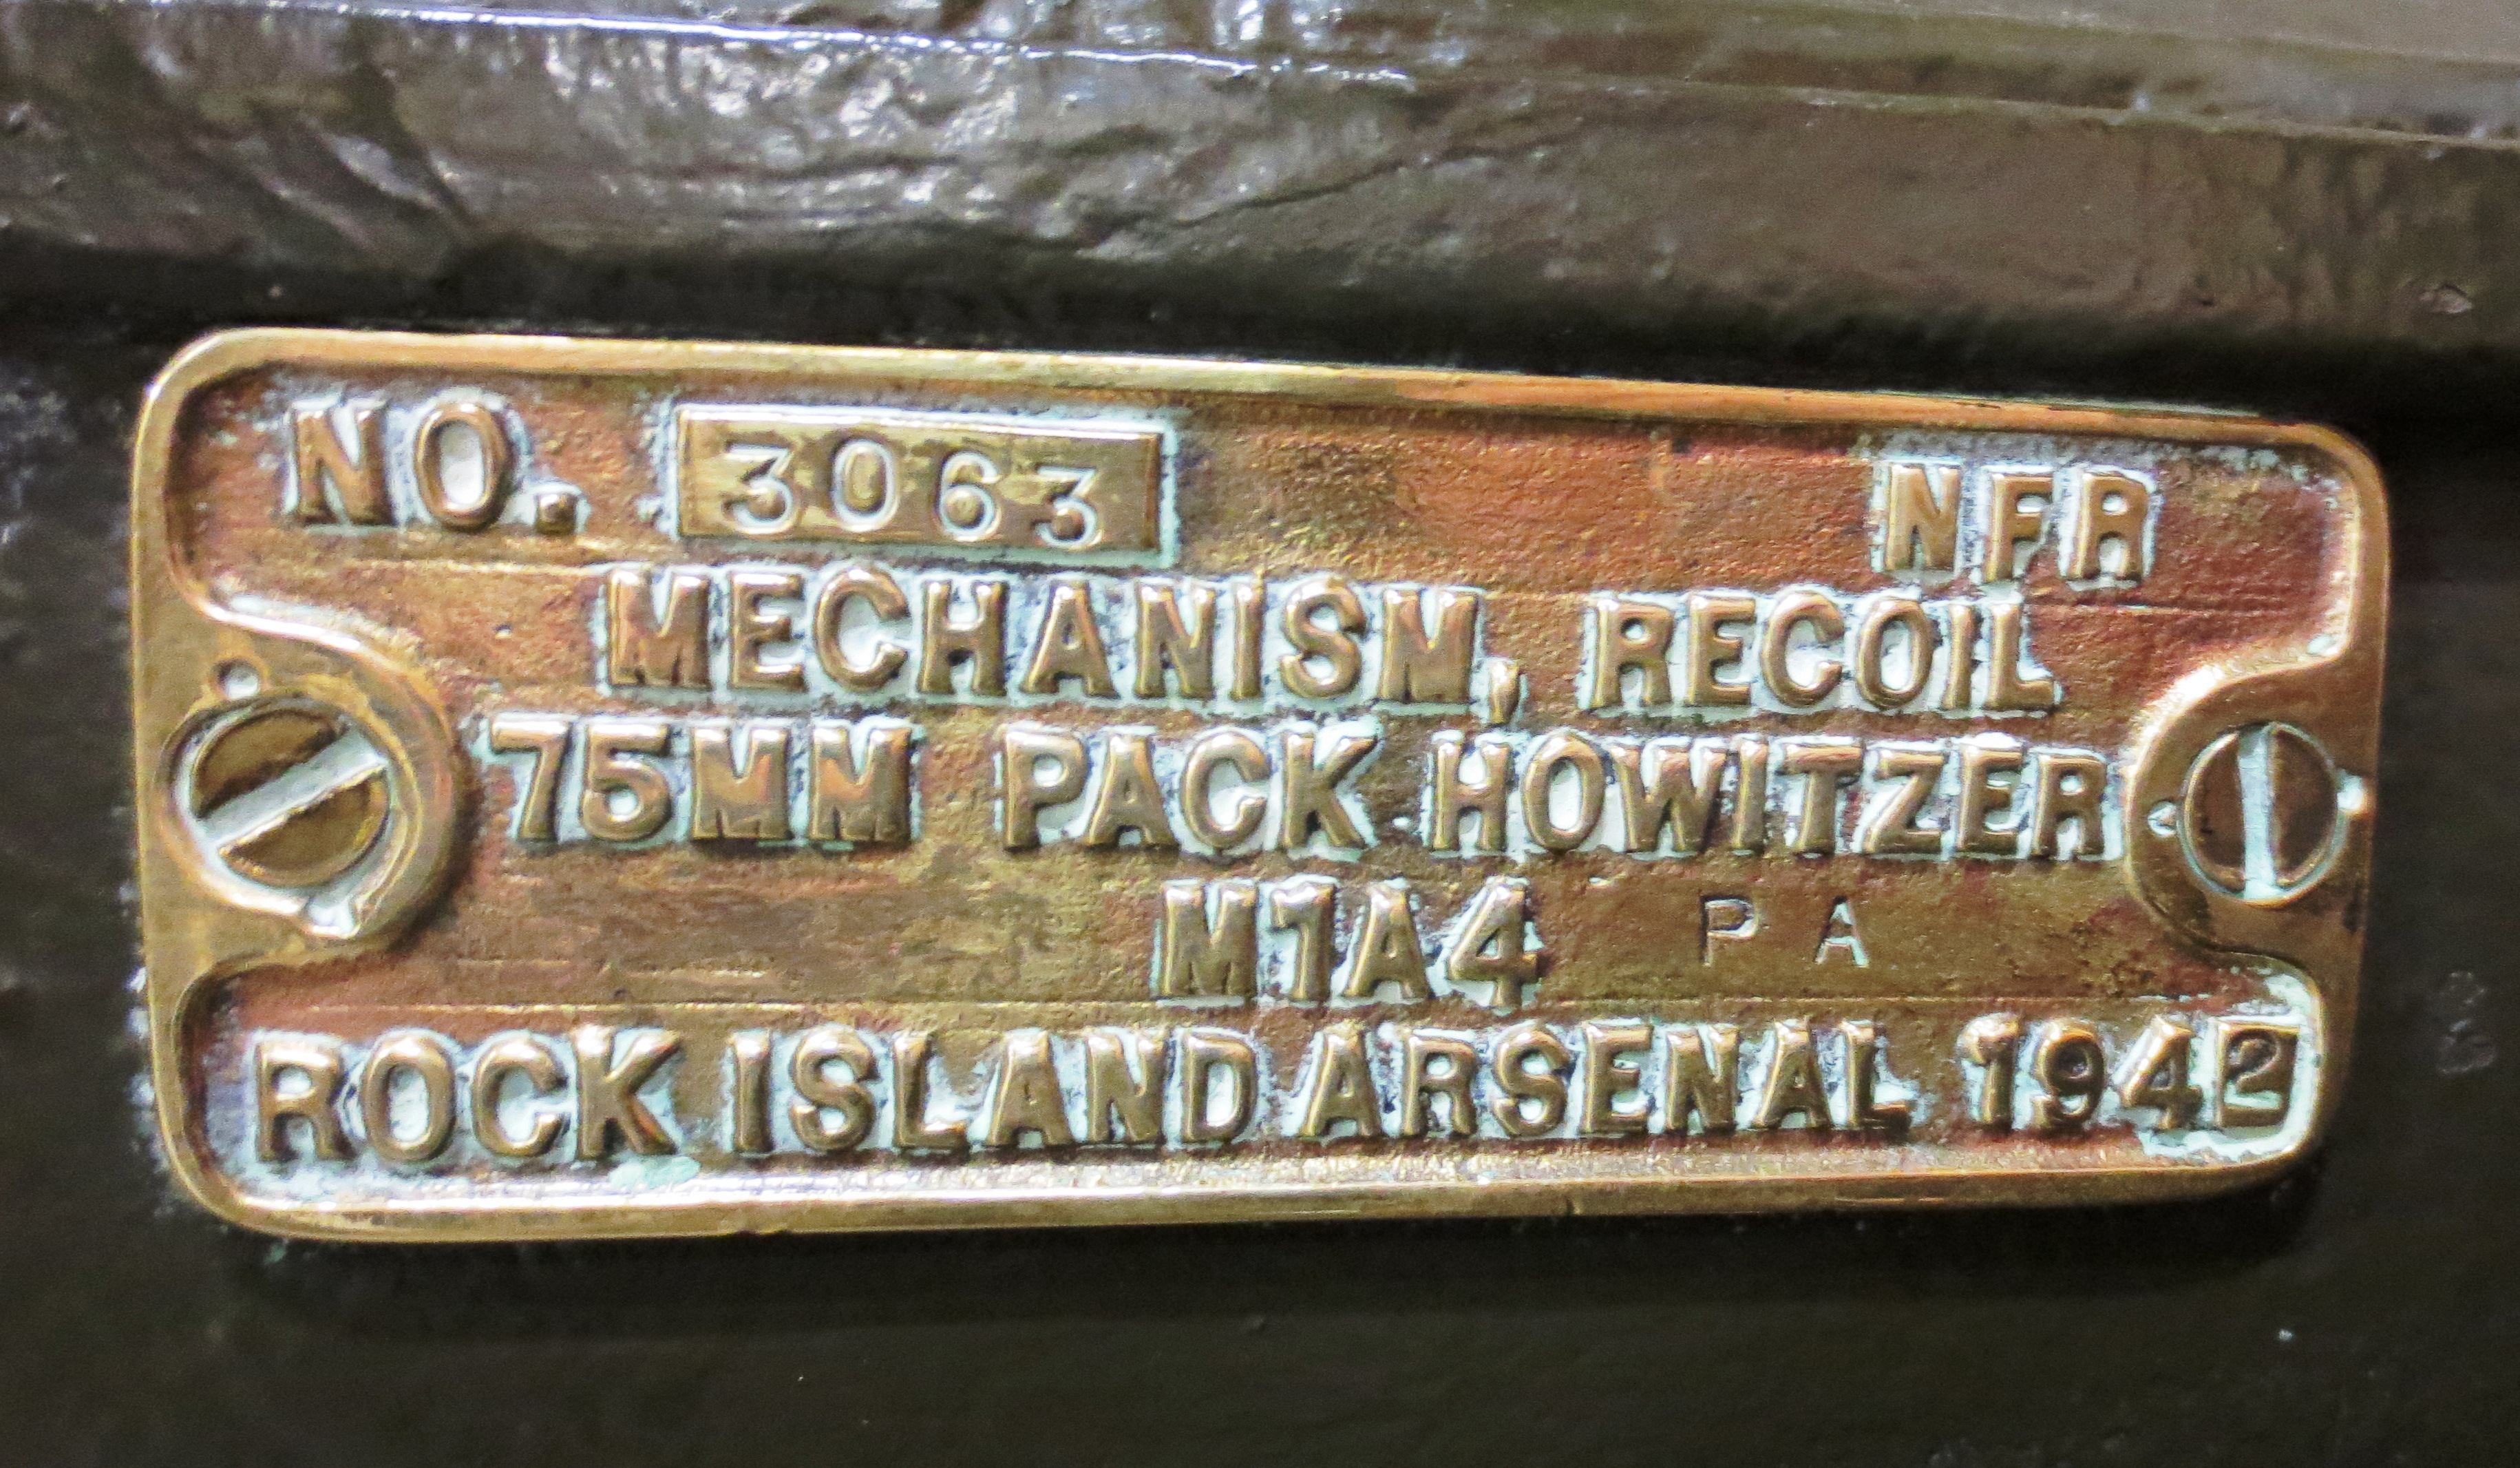 NO. 3063 NFR
MECHANISM, RECOIL
75MM PACK HOWITZER
M1A4 PA
ROCK ISLAND ARSENAL 1942